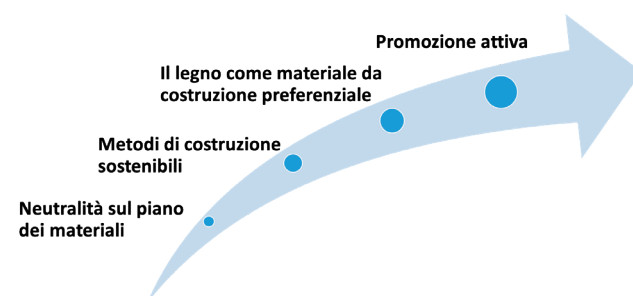 Promozione attiva
Il legno come materiale da
costruzione preferenziale
Metodi di costruzione
sostenibili
Neutralità sul piano
dei materiali